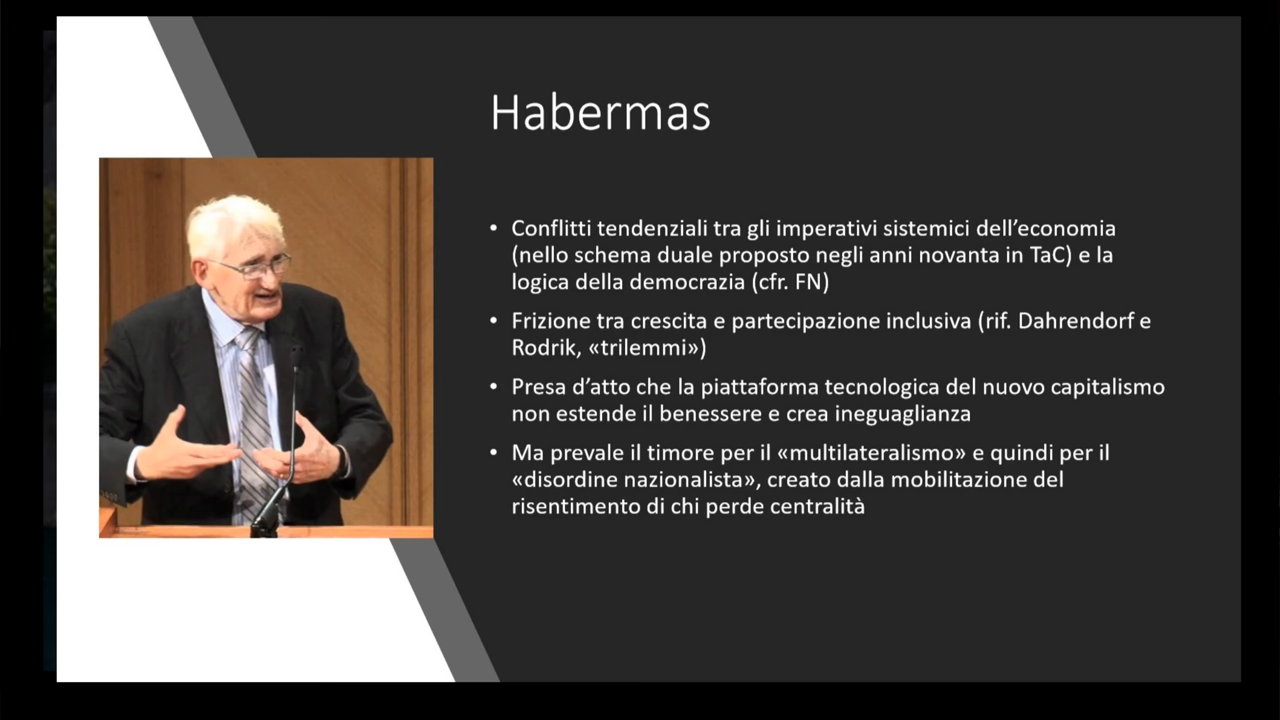 Habermas
• Conflitti tendenziali tra gli imperativi sistemici dell’economia
(nello schema duale proposto negli anni novanta in TaC) e la
logica della democrazia (cfr. FN)
• Frizione tra crescita e partecipazione inclusiva (rif. Dahrendorf e
Rodrik, «trilemmi»)
• Presa d’atto che la piattaforma tecnologica del nuovo capitalismo
non estende il benessere e crea ineguaglianza
• Ma prevale il timore per il «multilateralismo» e quindi per il
«disordine nazionalista», creato dalla mobilitazione del
risentimento di chi perde centralità